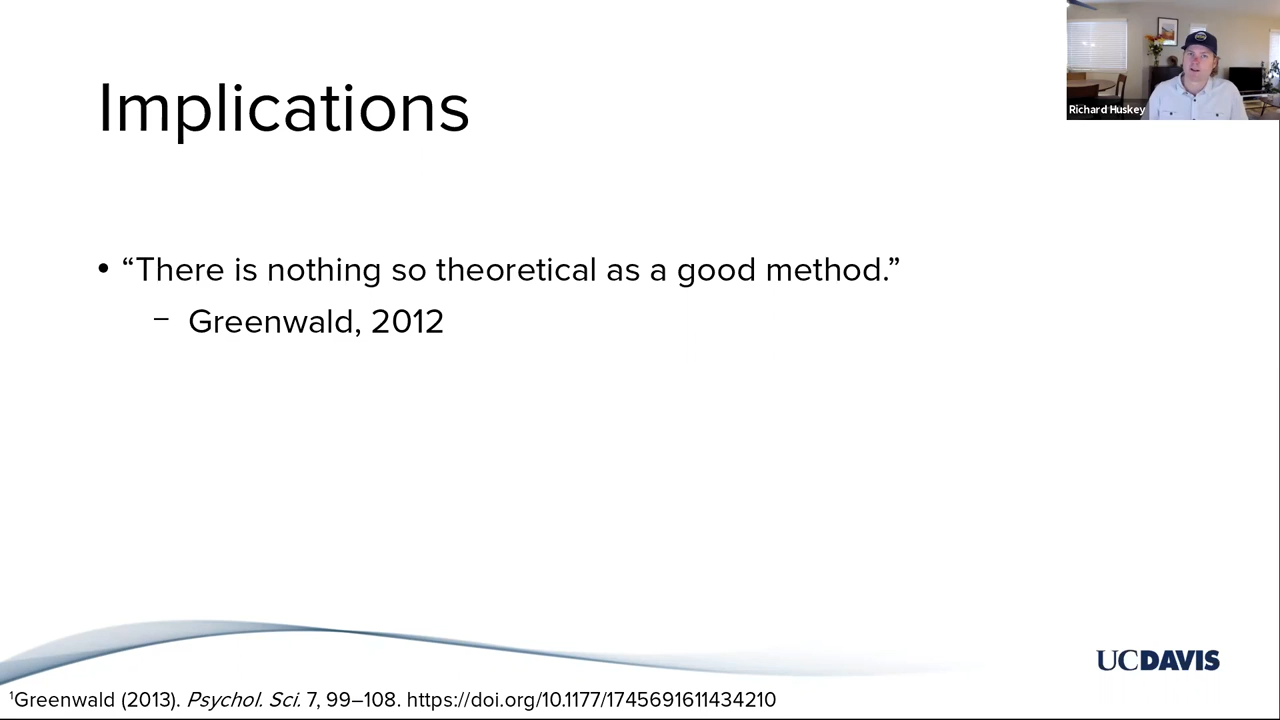 Implications
Richard Huskey
• “There is nothing so theoretical as a good method.”
– Greenwald, 2012
UCDAVIS
¹Greenwald (2013). Psychol. Sci. 7, 99–108. https://doi.org/10.1177/1745691611434210